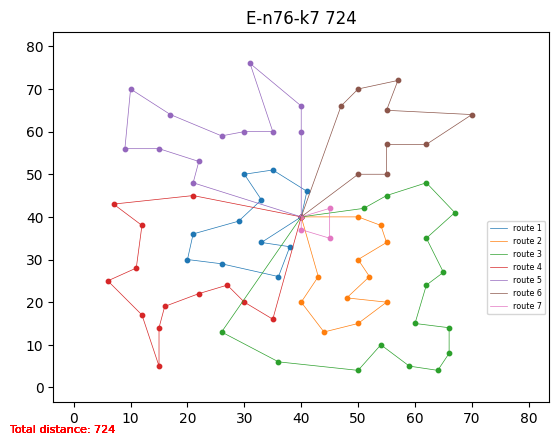 E-n76-k7 724
80
70
60
50
40
30
20
10
0
route 1
route 2
route 3
route 4
route 5
route 6
route 7
0 10 20 30 40 50 60 70 80
Total distance: 724